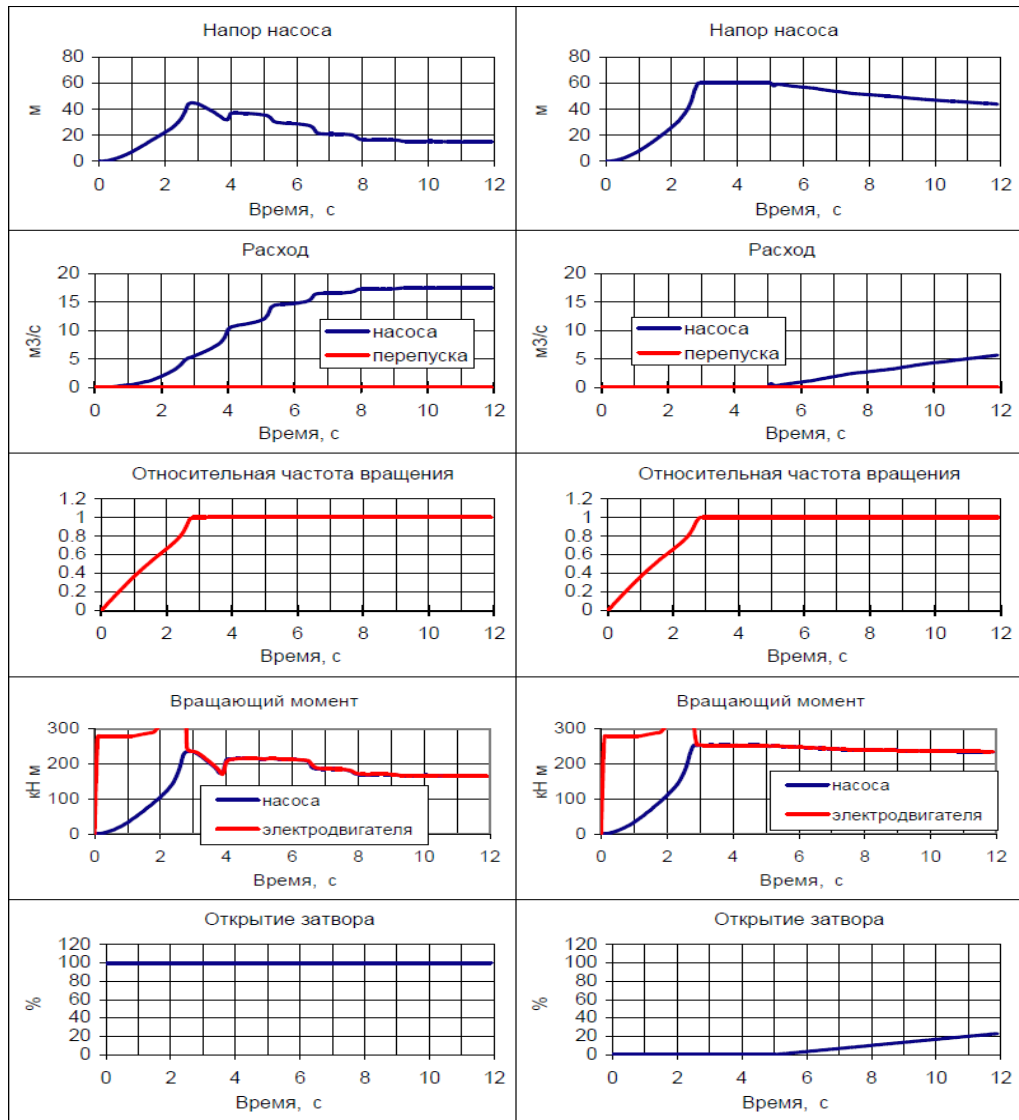 Напор насоса
80
60
40
20
0
м
0 2 4 6 8 10 12
Время, с
Напор насоса
80
60
40
20
0
м
0 2 4 6 8 10 12
Время, с
Расход
20
15
10
5
0
м3/с
насоса
перепуска
0 2 4 6 8 10 12
Время, с
Расход
20
15
10
5
0
м3/с
насоса
перепуска
0 2 4 6 8 10 12
Время, с
Относительная частота вращения
1.2
1
0.8
0.6
0.4
0.2
0
0 2 4 6 8 10 12
Время, с
Относительная частота вращения
1.2
1
0.8
0.6
0.4
0.2
0
0 2 4 6 8 10 12
Время, с
Вращающий момент
300
200
100
0
кН м
насоса
электродвигателя
0 2 4 6 8 10 12
Время, с
Вращающий момент
300
200
100
0
кН м
насоса
электродвигателя
0 2 4 6 8 10 12
Время, с
Открытие затвора
120
100
80
60
40
20
0
%
0 2 4 6 8 10 12
Время, с
Открытие затвора
120
100
80
60
40
20
0
%
0 2 4 6 8 10 12
Время, с